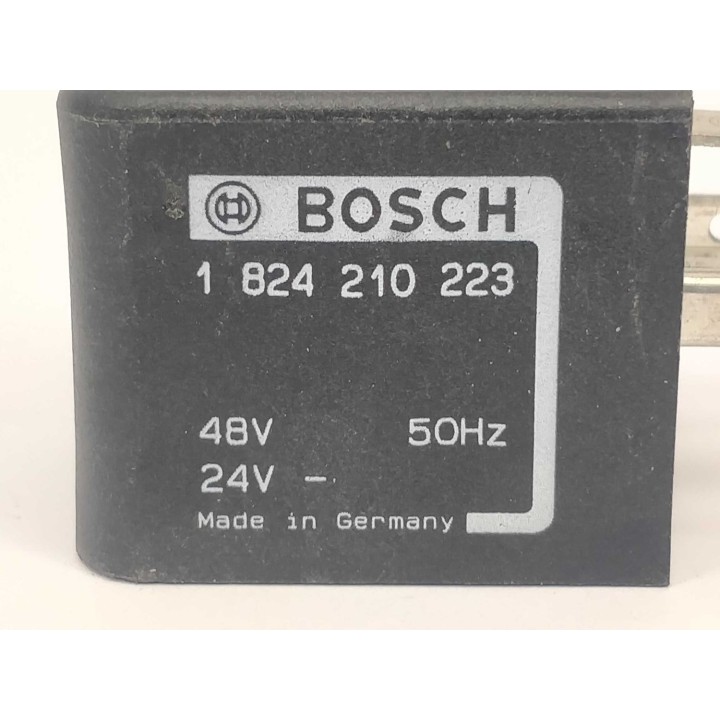 BOSCH
1 824 210 223
48V 50Hz
24V -
Made in Germany